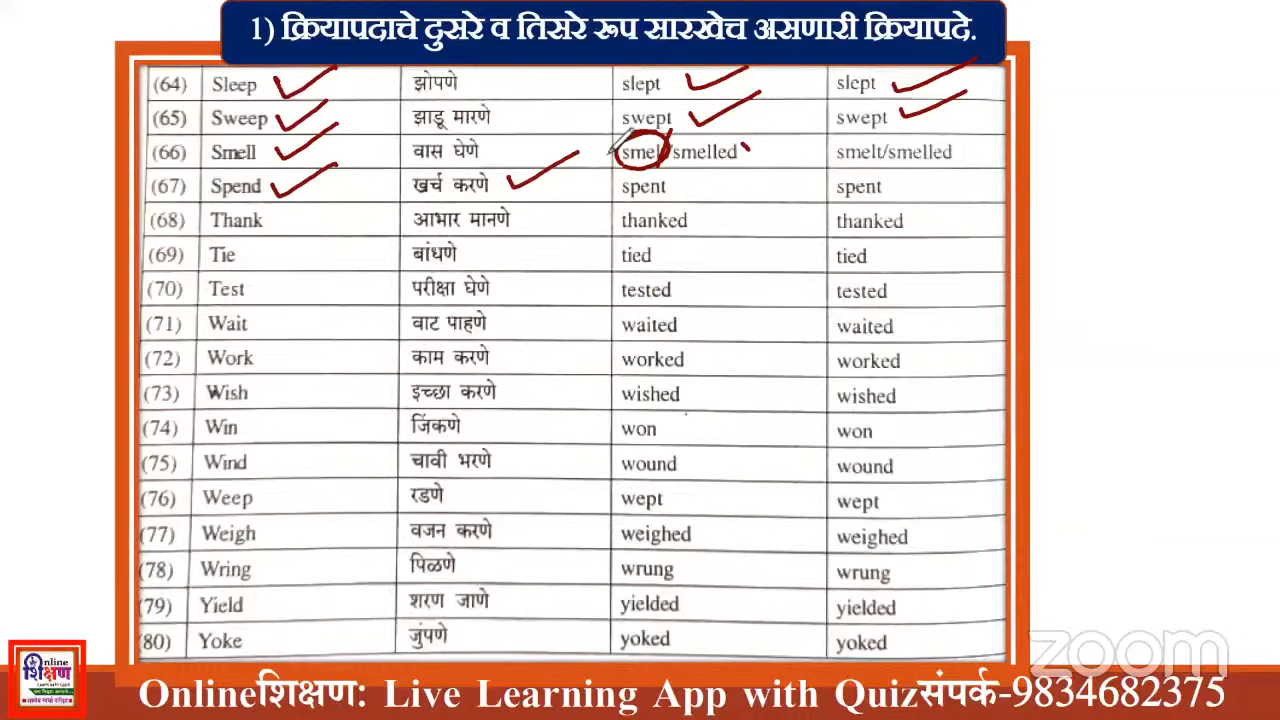 1) क्रियापदाचे दुसरे व तिसरे रूप सारखेच असणारी क्रियापदे.
(64) Sleep झोपणे slept slept
(65) Sweep झाडू मारणे swept swept
(66) Smell वास घेणे smelt/smelled smelt/smelled
(67) Spend खर्च करणे spent spent
(68) Thank आभार मानणे thanked thanked
(69) Tie बांधणे tied tied
(70) Test परीक्षा घेणे tested tested
(71) Wait वाट पाहणे waited waited
(72) Work काम करणे worked worked
(73) Wish इच्छा करणे wished wished
(74) Win जिंकणे won won
(75) Wind चावी भरणे wound wound
(76) Weep रडणे wept wept
(77) Weigh वजन करणे weighed weighed
(78) Wring पिळणे wrung wrung
(79) Yield शरण जाणे yielded yielded
(80) Yoke जुंपणे yoked yoked
zoom
Online
शिक्षण
Onlineशिक्षण: Live Learning App with Quizसंपर्क-9834682375